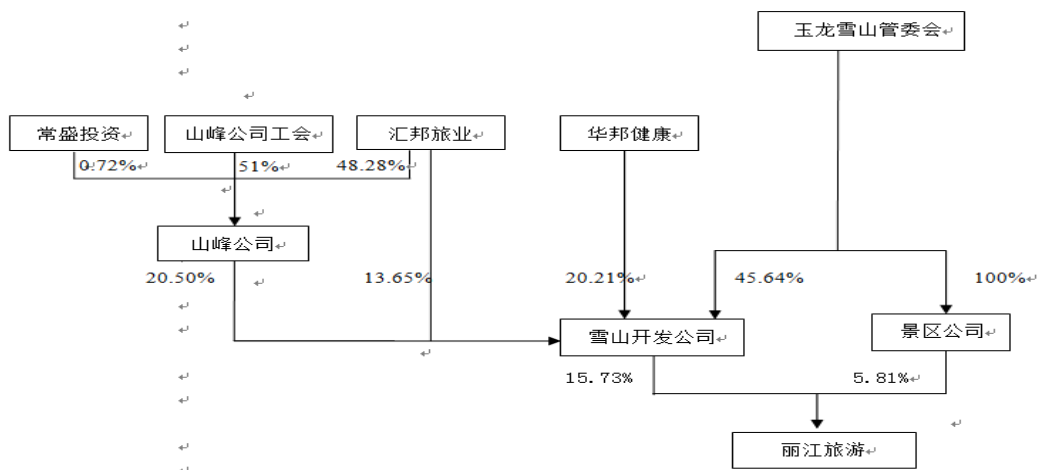 玉龙雪山管委会
常盛投资 山峰公司工会 汇邦旅业 华邦健康
0.72% 51% 48.28%
山峰公司
20.50% 13.65% 20.21% 45.64% 100%
雪山开发公司 景区公司
15.73% 5.81%
丽江旅游